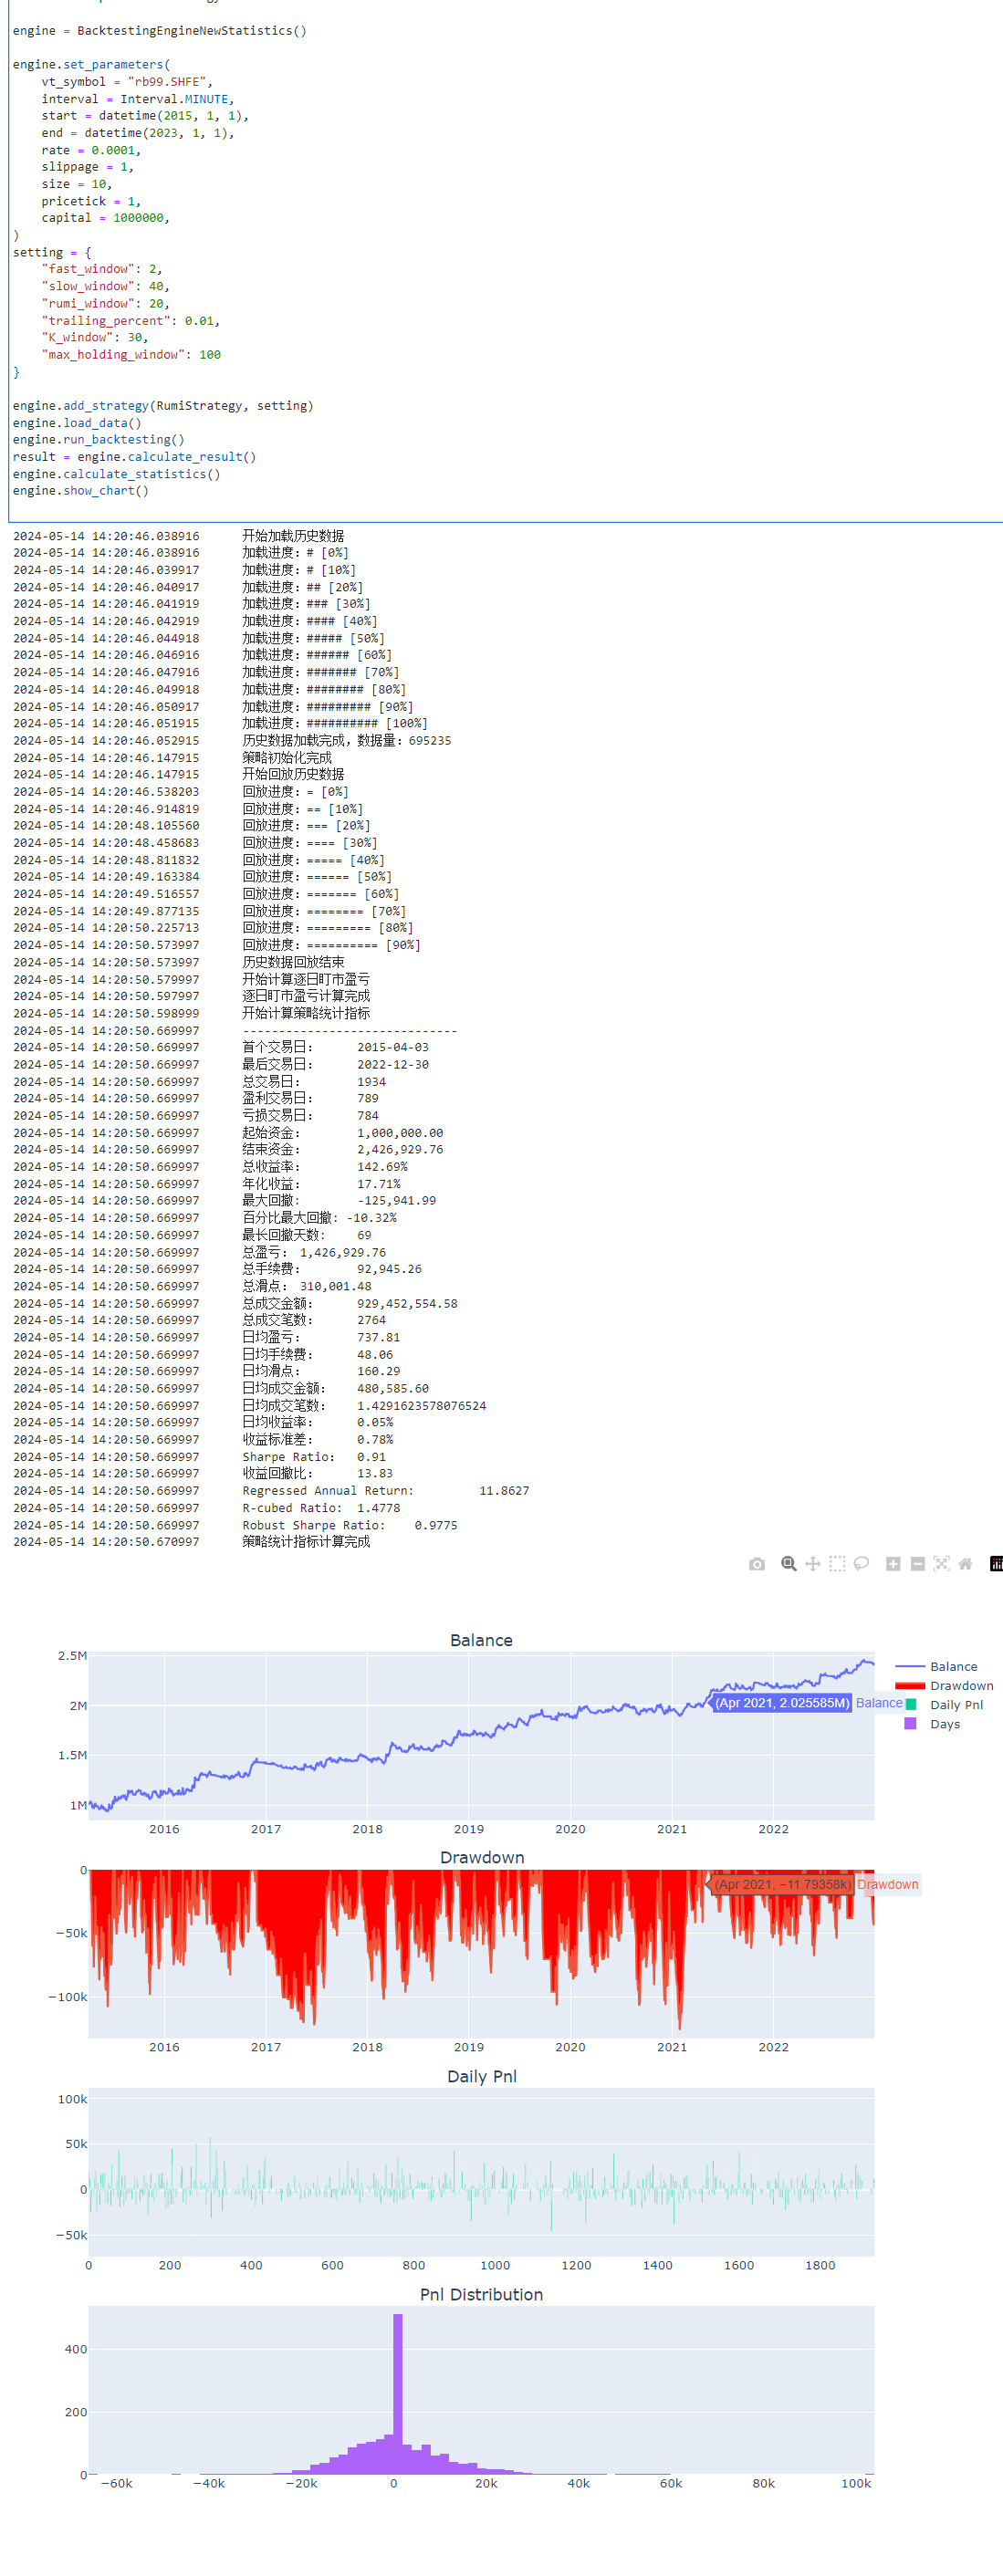 engine = BacktestingEngineNewStatistics()
engine.set_parameters(
    vt_symbol = "rb99.SHFE",
    interval = Interval.MINUTE,
    start = datetime(2015, 1, 1),
    end = datetime(2023, 1, 1),
    rate = 0.0001,
    slippage = 1,
    size = 10,
    pricetick = 1,
    capital = 1000000,
)
setting = {
    "fast_window": 2,
    "slow_window": 40,
    "rumi_window": 20,
    "trailing_percent": 0.01,
    "K_window": 30,
    "max_holding_window": 100
}
engine.add_strategy(RumiStrategy, setting)
engine.load_data()
engine.run_backtesting()
result = engine.calculate_result()
engine.calculate_statistics()
engine.show_chart()
2024-05-14 14:20:46.038916 开始加载历史数据
2024-05-14 14:20:46.038916 加载进度：# [0%]
2024-05-14 14:20:46.039917 加载进度：# [10%]
2024-05-14 14:20:46.040917 加载进度：## [20%]
2024-05-14 14:20:46.041919 加载进度：### [30%]
2024-05-14 14:20:46.042919 加载进度：#### [40%]
2024-05-14 14:20:46.044918 加载进度：##### [50%]
2024-05-14 14:20:46.046916 加载进度：###### [60%]
2024-05-14 14:20:46.047916 加载进度：####### [70%]
2024-05-14 14:20:46.049918 加载进度：######## [80%]
2024-05-14 14:20:46.050917 加载进度：######### [90%]
2024-05-14 14:20:46.051915 加载进度：########## [100%]
2024-05-14 14:20:46.052915 历史数据加载完成，数据量：695235
2024-05-14 14:20:46.147915 策略初始化完成
2024-05-14 14:20:46.147915 开始回放历史数据
2024-05-14 14:20:46.538203 回放进度：= [0%]
2024-05-14 14:20:46.914819 回放进度：== [10%]
2024-05-14 14:20:48.105560 回放进度：=== [20%]
2024-05-14 14:20:48.458683 回放进度：==== [30%]
2024-05-14 14:20:48.811832 回放进度：===== [40%]
2024-05-14 14:20:49.163384 回放进度：====== [50%]
2024-05-14 14:20:49.516557 回放进度：======= [60%]
2024-05-14 14:20:49.877135 回放进度：======== [70%]
2024-05-14 14:20:50.225713 回放进度：========= [80%]
2024-05-14 14:20:50.573997 回放进度：========== [90%]
2024-05-14 14:20:50.573997 历史数据回放结束
2024-05-14 14:20:50.579997 开始计算逐日盯市盈亏
2024-05-14 14:20:50.597997 逐日盯市盈亏计算完成
2024-05-14 14:20:50.598999 开始计算策略统计指标
2024-05-14 14:20:50.669997 ------------------------------
2024-05-14 14:20:50.669997 首个交易日： 2015-04-03
2024-05-14 14:20:50.669997 最后交易日： 2022-12-30
2024-05-14 14:20:50.669997 总交易日： 1934
2024-05-14 14:20:50.669997 盈利交易日： 789
2024-05-14 14:20:50.669997 亏损交易日： 784
2024-05-14 14:20:50.669997 起始资金： 1,000,000.00
2024-05-14 14:20:50.669997 结束资金： 2,426,929.76
2024-05-14 14:20:50.669997 总收益率： 142.69%
2024-05-14 14:20:50.669997 年化收益： 17.71%
2024-05-14 14:20:50.669997 最大回撤: -125,941.99
2024-05-14 14:20:50.669997 百分比最大回撤: -10.32%
2024-05-14 14:20:50.669997 最长回撤天数: 69
2024-05-14 14:20:50.669997 总盈亏： 1,426,929.76
2024-05-14 14:20:50.669997 总手续费： 92,945.26
2024-05-14 14:20:50.669997 总滑点： 310,001.48
2024-05-14 14:20:50.669997 总成交金额： 929,452,554.58
2024-05-14 14:20:50.669997 总成交笔数： 2764
2024-05-14 14:20:50.669997 日均盈亏： 737.81
2024-05-14 14:20:50.669997 日均手续费： 48.06
2024-05-14 14:20:50.669997 日均滑点： 160.29
2024-05-14 14:20:50.669997 日均成交金额： 480,585.60
2024-05-14 14:20:50.669997 日均成交笔数： 1.4291623578076524
2024-05-14 14:20:50.669997 日均收益率： 0.05%
2024-05-14 14:20:50.669997 收益标准差： 0.78%
2024-05-14 14:20:50.669997 Sharpe Ratio: 0.91
2024-05-14 14:20:50.669997 收益回撤比： 13.83
2024-05-14 14:20:50.669997 Regressed Annual Return: 11.8627
2024-05-14 14:20:50.669997 R-cubed Ratio: 1.4778
2024-05-14 14:20:50.669997 Robust Sharpe Ratio: 0.9775
2024-05-14 14:20:50.670997 策略统计指标计算完成
Balance
2.5M
2M
1.5M
1M
(Apr 2021, 2.025585M) Balance
2016 2017 2018 2019 2020 2021 2022
Balance
Drawdown
Daily Pnl
Days
Drawdown
0
−50k
−100k
(Apr 2021, −11.79358k) Drawdown
2016 2017 2018 2019 2020 2021 2022
Daily Pnl
100k
50k
0
−50k
0 200 400 600 800 1000 1200 1400 1600 1800
Pnl Distribution
400
200
0
−60k −40k −20k 0 20k 40k 60k 80k 100k